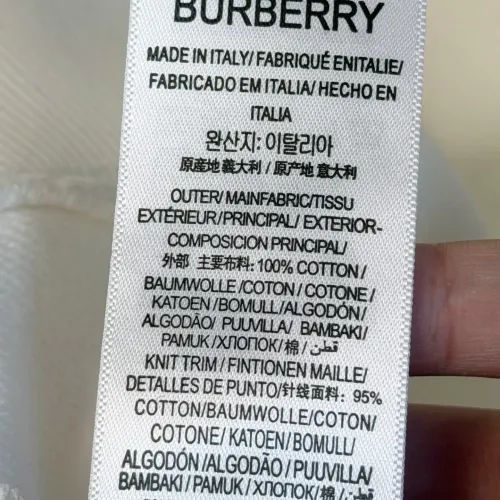 BURBERRY
MADE IN ITALY/ FABRIQUÉ ENITALIE/
FABRICADO EM ITALIA/ HECHO EN
ITALIA
완산지: 이탈리아
原産地 義大利 / 原产地 意大利
OUTER/ MAINFABRIC/TISSU
EXTÉRIEUR/PRINCIPAL/ EXTERIOR-
COMPOSICION PRINCIPAL/
外部 主要布料: 100% COTTON /
BAUMWOLLE /COTON / COTONE /
KATOEN /BOMULL/ALGODÓN/
ALGODÃO/ PUUVILLA/ BAMBAKI/
PAMUK / ХЛОПОК/ 棉 / قطن /
KNIT TRIM / FINTIONEN MAILLE/
DETALLES DE PUNTO/针线面料: 95%
COTTON/BAUMWOLLE/COTON/
COTONE/ KATOEN/BOMULL/
ALGODÓN /ALGODÃO / PUUVILLA/
BAMBAKI / PAMUK / ХЛОПОК / 棉 / قطن